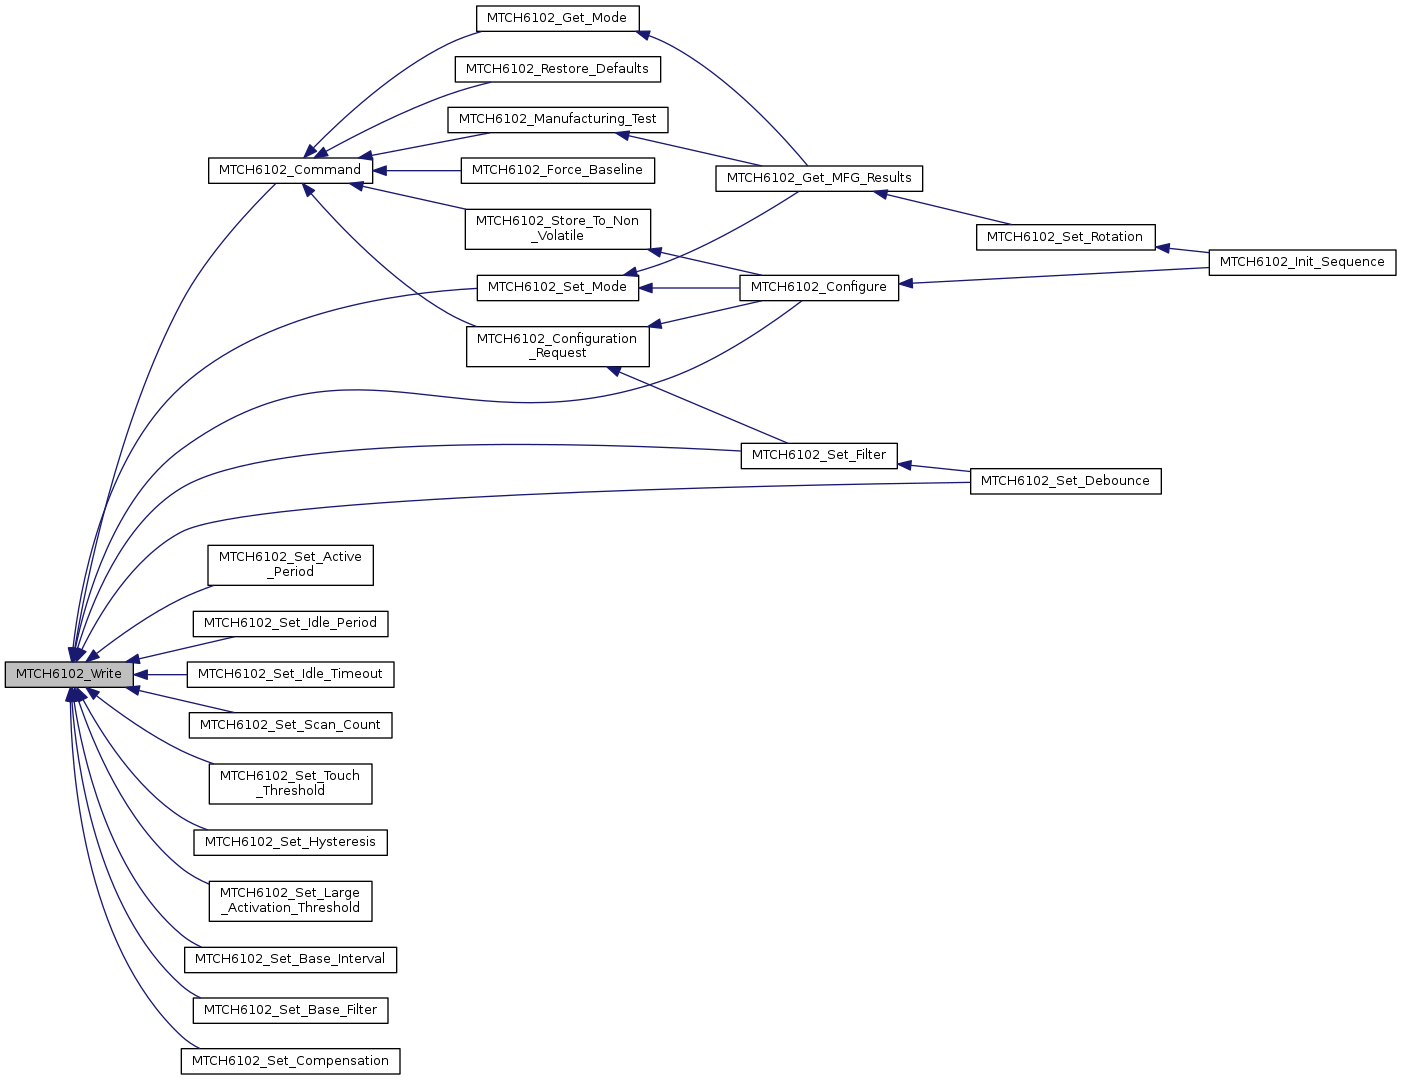 MTCH6102_Get_Mode
MTCH6102_Restore_Defaults
MTCH6102_Manufacturing_Test
MTCH6102_Command
MTCH6102_Force_Baseline
MTCH6102_Get_MFG_Results
MTCH6102_Store_To_Non
_Volatile
MTCH6102_Set_Rotation
MTCH6102_Init_Sequence
MTCH6102_Set_Mode
MTCH6102_Configure
MTCH6102_Configuration
_Request
MTCH6102_Set_Filter
MTCH6102_Set_Debounce
MTCH6102_Set_Active
_Period
MTCH6102_Set_Idle_Period
MTCH6102_Write
MTCH6102_Set_Idle_Timeout
MTCH6102_Set_Scan_Count
MTCH6102_Set_Touch
_Threshold
MTCH6102_Set_Hysteresis
MTCH6102_Set_Large
_Activation_Threshold
MTCH6102_Set_Base_Interval
MTCH6102_Set_Base_Filter
MTCH6102_Set_Compensation